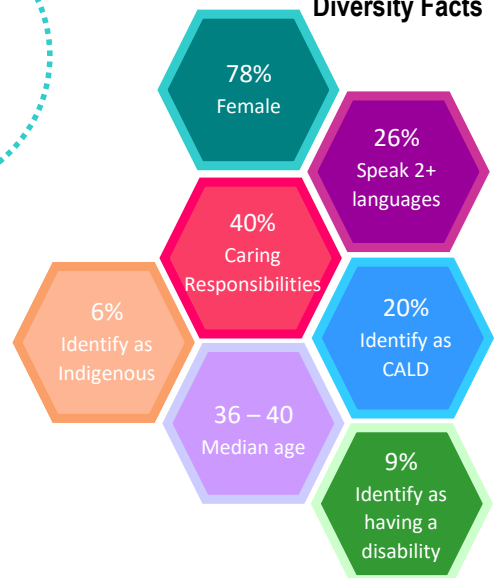 Diversity Facts
78%
Female
26%
Speak 2+
languages
40%
Caring
Responsibilities
6%
Identify as
Indigenous
20%
Identify as
CALD
36 – 40
Median age
9%
Identify as
having a
disability